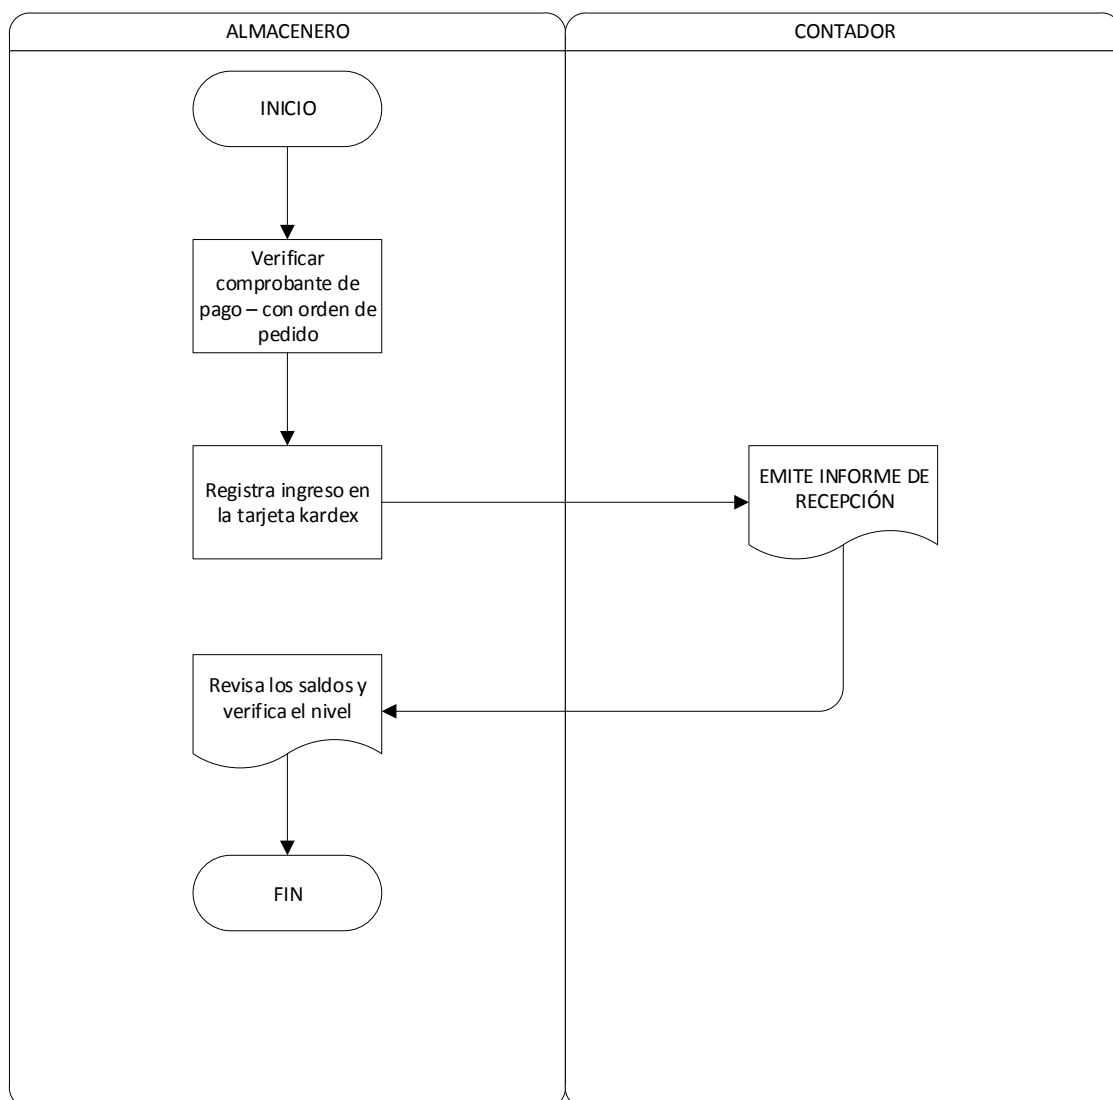 ALMACENERO
CONTADOR
INICIO
Verificar
comprobante de
pago – con orden de
pedido
Registra ingreso en
la tarjeta kardex
EMITE INFORME DE
RECEPCIÓN
Revisa los saldos y
verifica el nivel
FIN